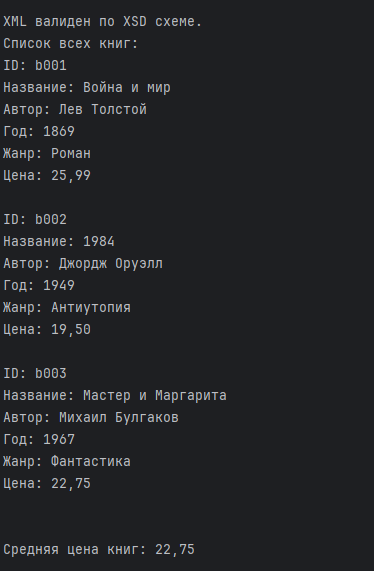 XML валиден по XSD схеме.
Список всех книг:
ID: b001
Название: Война и мир
Автор: Лев Толстой
Год: 1869
Жанр: Роман
Цена: 25,99
ID: b002
Название: 1984
Автор: Джордж Оруэлл
Год: 1949
Жанр: Антиутопия
Цена: 19,50
ID: b003
Название: Мастер и Маргарита
Автор: Михаил Булгаков
Год: 1967
Жанр: Фантастика
Цена: 22,75
Средняя цена книг: 22,75